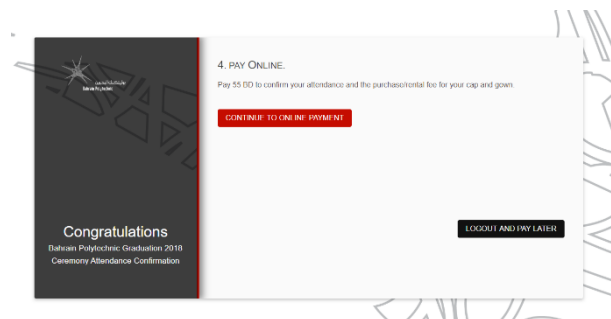 Bahrain Polytechnic
Congratulations
Bahrain Polytechnic Graduation 2018
Ceremony Attendance Confirmation
4. PAY ONLINE.
Pay 55 BD to confirm your attendance and the purchase/rental fee for your cap and gown.
CONTINUE TO ONLINE PAYMENT
LOGOUT AND PAY LATER